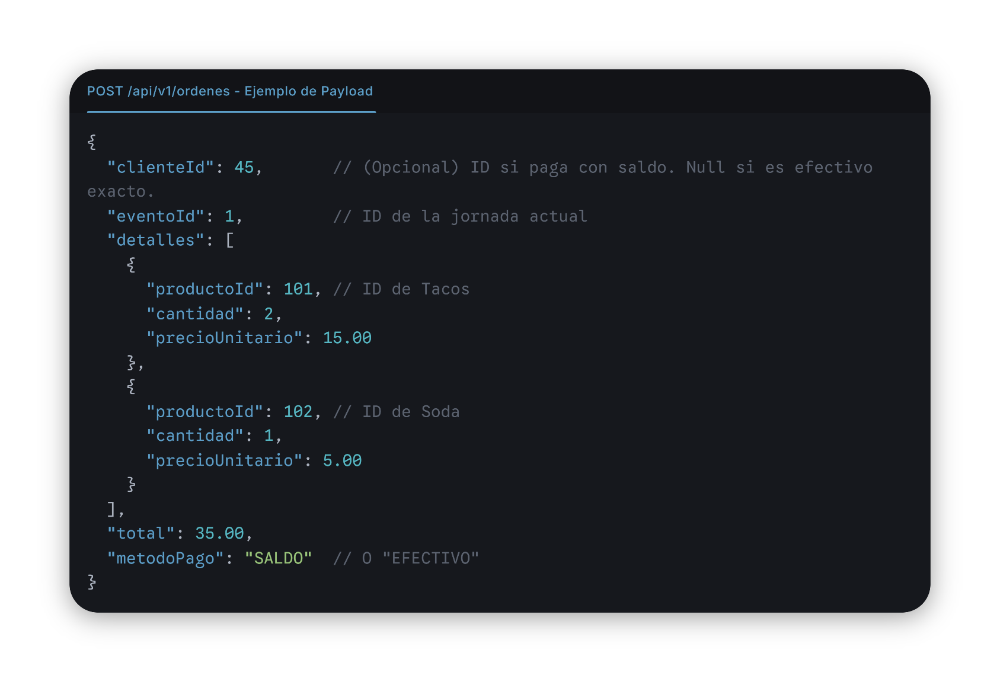 POST /api/v1/ordenes - Ejemplo de Payload
{
  "clienteId": 45,       // (Opcional) ID si paga con saldo. Null si es efectivo
exacto.
  "eventoId": 1,         // ID de la jornada actual
  "detalles": [
    {
      "productoId": 101, // ID de Tacos
      "cantidad": 2,
      "precioUnitario": 15.00
    },
    {
      "productoId": 102, // ID de Soda
      "cantidad": 1,
      "precioUnitario": 5.00
    }
  ],
  "total": 35.00,
  "metodoPago": "SALDO"  // O "EFECTIVO"
}